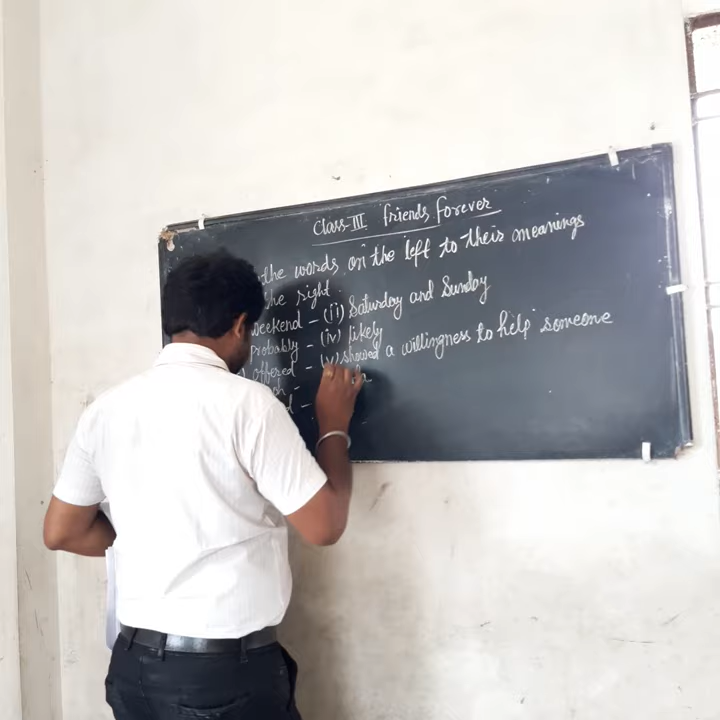 Class-III friends forever
the words on the left to their meanings
the right.
weekend - (ii) Saturday and Sunday
Probably - (iv) likely
offered - (v) showed a willingness to help someone
-
-